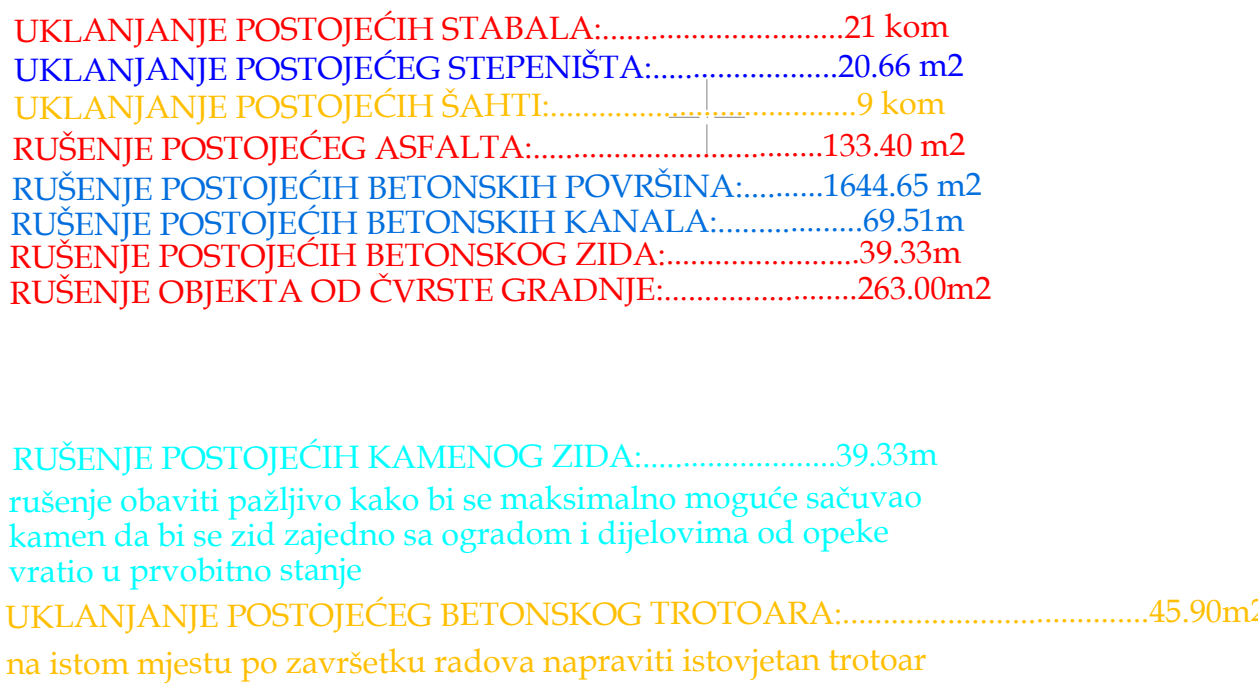 UKLANJANJE POSTOJEĆIH STABALA:..............................21 kom
UKLANJANJE POSTOJEĆEG STEPENIŠTA:.......................20.66 m2
UKLANJANJE POSTOJEĆIH ŠAHTI:......................................9 kom
RUŠENJE POSTOJEĆEG ASFALTA:....................................133.40 m2
RUŠENJE POSTOJEĆIH BETONSKIH POVRŠINA:..........1644.65 m2
RUŠENJE POSTOJEĆIH BETONSKIH KANALA:..................69.51m
RUŠENJE POSTOJEĆIH BETONSKOG ZIDA:........................39.33m
RUŠENJE OBJEKTA OD ČVRSTE GRADNJE:........................263.00m2
RUŠENJE POSTOJEĆIH KAMENOG ZIDA:........................39.33m
rušenje obaviti pažljivo kako bi se maksimalno moguće sačuvao
kamen da bi se zid zajedno sa ogradom i dijelovima od opeke
vratio u prvobitno stanje
UKLANJANJE POSTOJEĆEG BETONSKOG TROTOARA:......................................45.90m2
na istom mjestu po završetku radova napraviti istovjetan trotoar